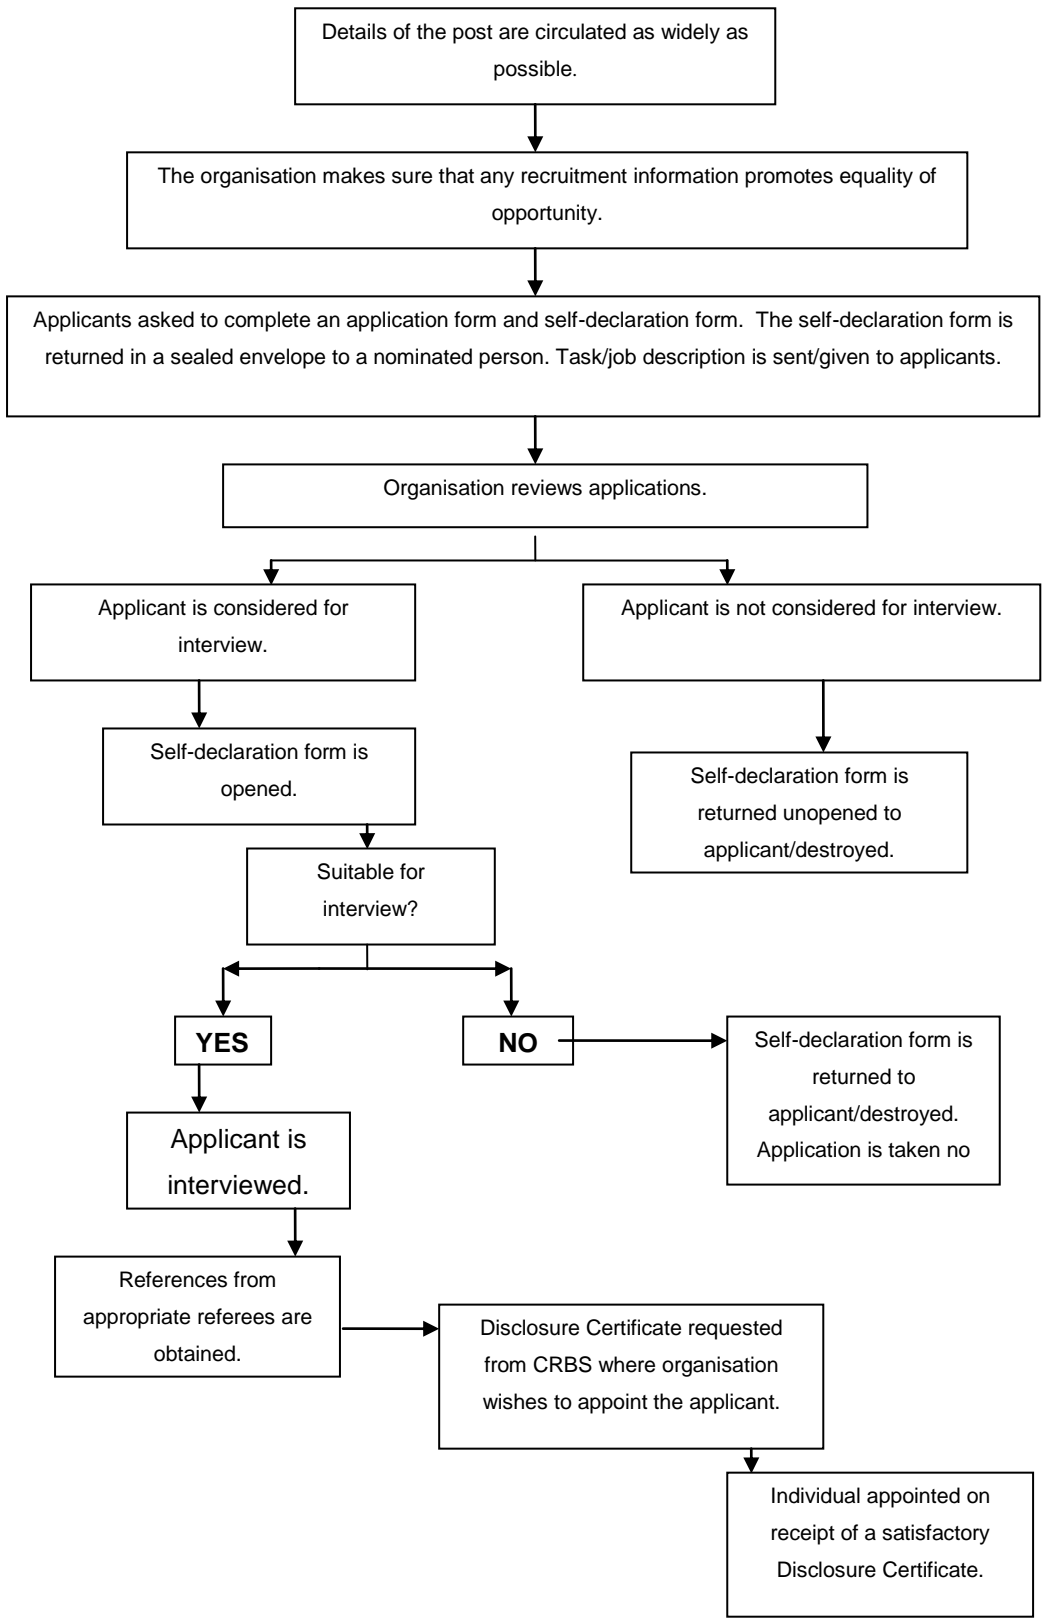 Details of the post are circulated as widely as
possible.
The organisation makes sure that any recruitment information promotes equality of
opportunity.
Applicants asked to complete an application form and self-declaration form.  The self-declaration form is
returned in a sealed envelope to a nominated person. Task/job description is sent/given to applicants.
Organisation reviews applications.
Applicant is considered for
interview.
Applicant is not considered for interview.
Self-declaration form is
opened.
Self-declaration form is
returned unopened to
applicant/destroyed.
Suitable for
interview?
YES
NO
Self-declaration form is
returned to
applicant/destroyed.
Application is taken no
Applicant is
interviewed.
References from
appropriate referees are
obtained.
Disclosure Certificate requested
from CRBS where organisation
wishes to appoint the applicant.
Individual appointed on
receipt of a satisfactory
Disclosure Certificate.